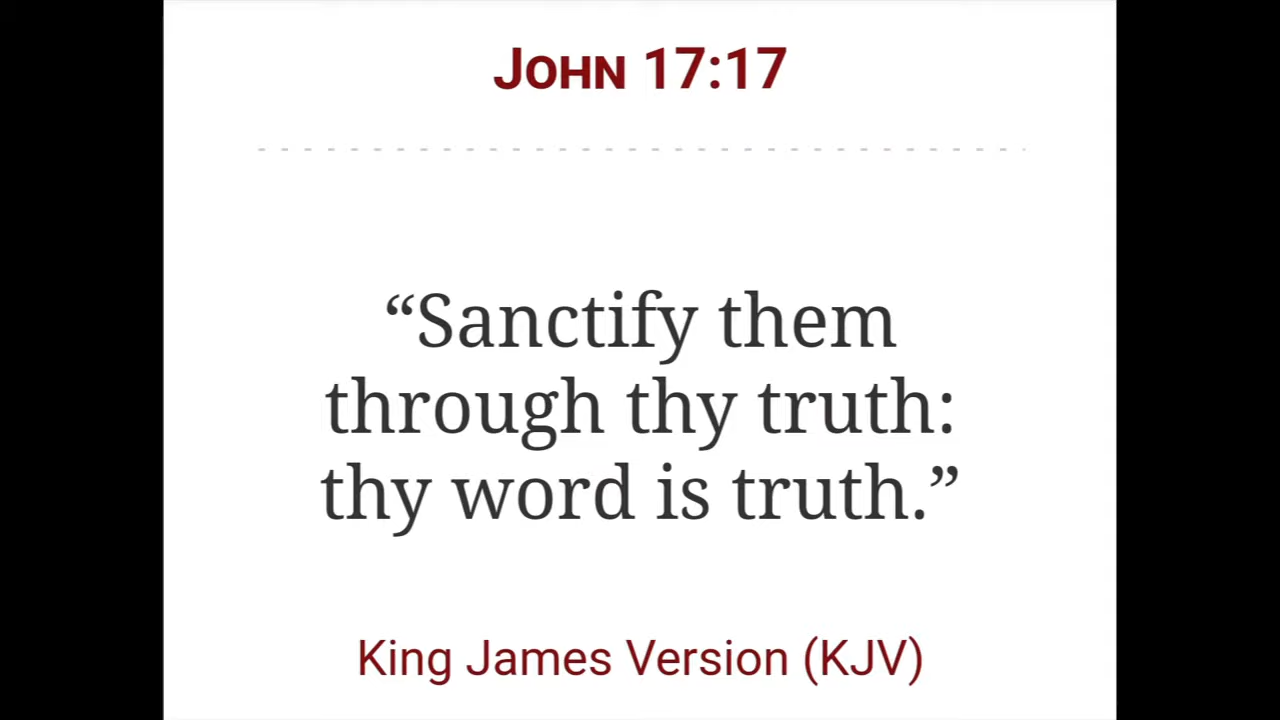 John 17:17
“Sanctify them
through thy truth:
thy word is truth.”
King James Version (KJV)